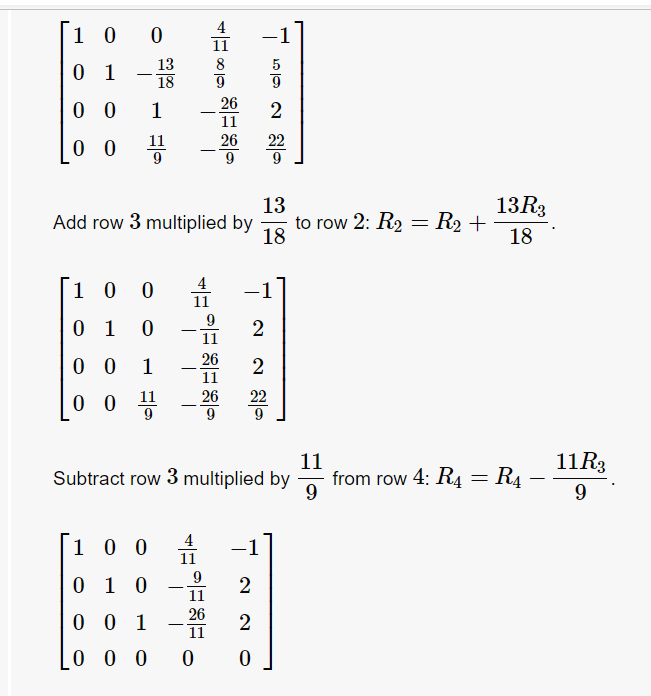 1 0 0 4/11 −1
0 1 −13/18 8/9 5/9
0 0 1 −26/11 2
0 0 11/9 −26/9 22/9
Add row 3 multiplied by 13/18 to row 2: R₂ = R₂ + 13R₃/18.
1 0 0 4/11 −1
0 1 0 −9/11 2
0 0 1 −26/11 2
0 0 11/9 −26/9 22/9
Subtract row 3 multiplied by 11/9 from row 4: R₄ = R₄ − 11R₃/9.
1 0 0 4/11 −1
0 1 0 −9/11 2
0 0 1 −26/11 2
0 0 0 0 0